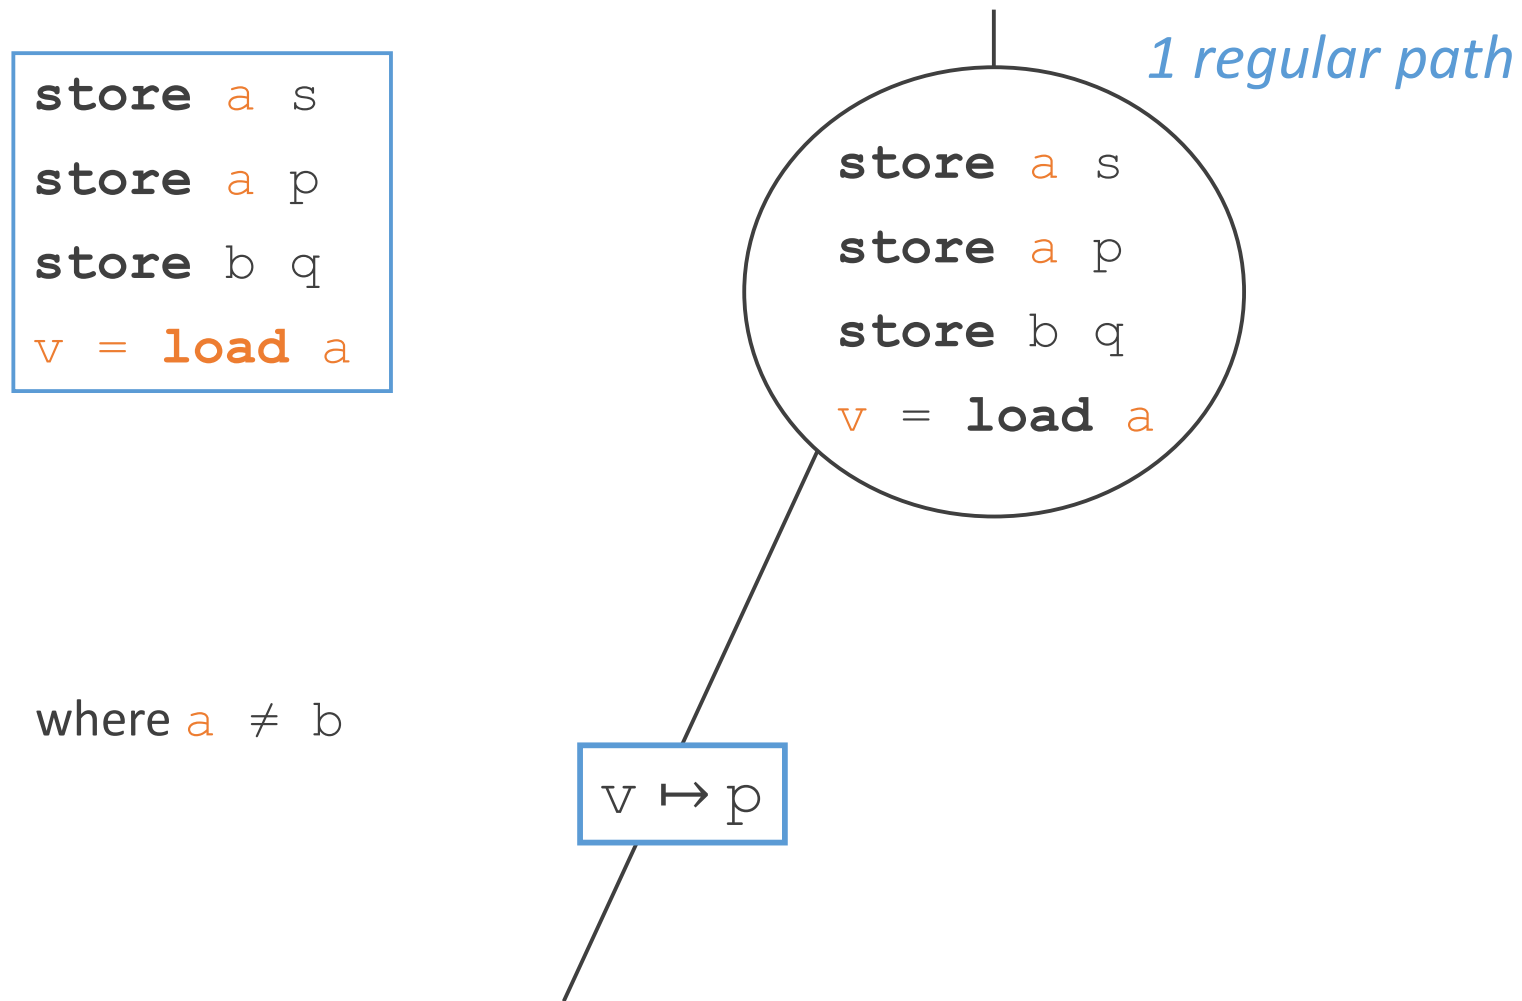 store a s
store a p
store b q
v = load a
where a ≠ b
1 regular path
store a s
store a p
store b q
v = load a
v ↦ p